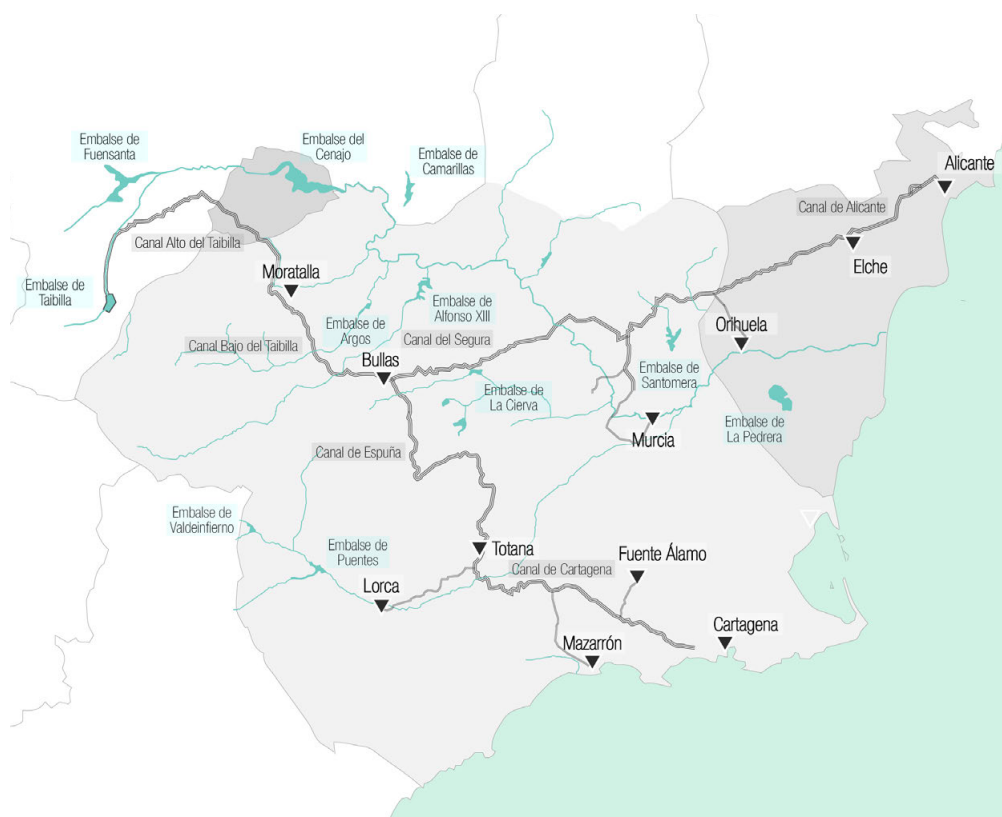 Embalse de
Fuensanta
Embalse del
Cenajo
Embalse de
Camarillas
Alicante
Canal de Alicante
Canal Alto del Taibilla
Elche
Moratalla
Embalse de
Taibilla
Embalse de
Alfonso XIII
Embalse de
Argos
Canal del Segura
Orihuela
Canal Bajo del Taibilla
Bullas
Embalse de
Santomera
Embalse de
La Cierva
Murcia
Embalse de
La Pedrera
Canal de Espuña
Embalse de
Valdeinfierno
Embalse de
Puentes
Totana
Fuente Álamo
Canal de Cartagena
Lorca
Cartagena
Mazarrón